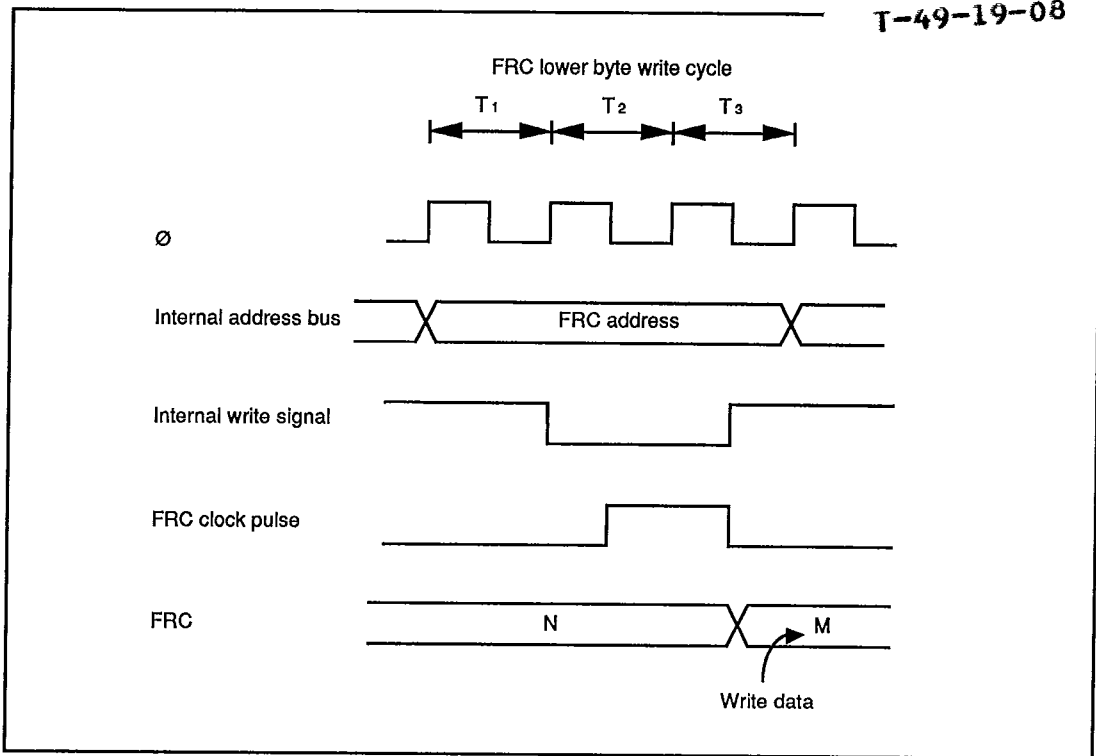 T-49-19-08
FRC lower byte write cycle
T1 T2 T3
Ø
Internal address bus
FRC address
Internal write signal
FRC clock pulse
FRC
N
M
Write data